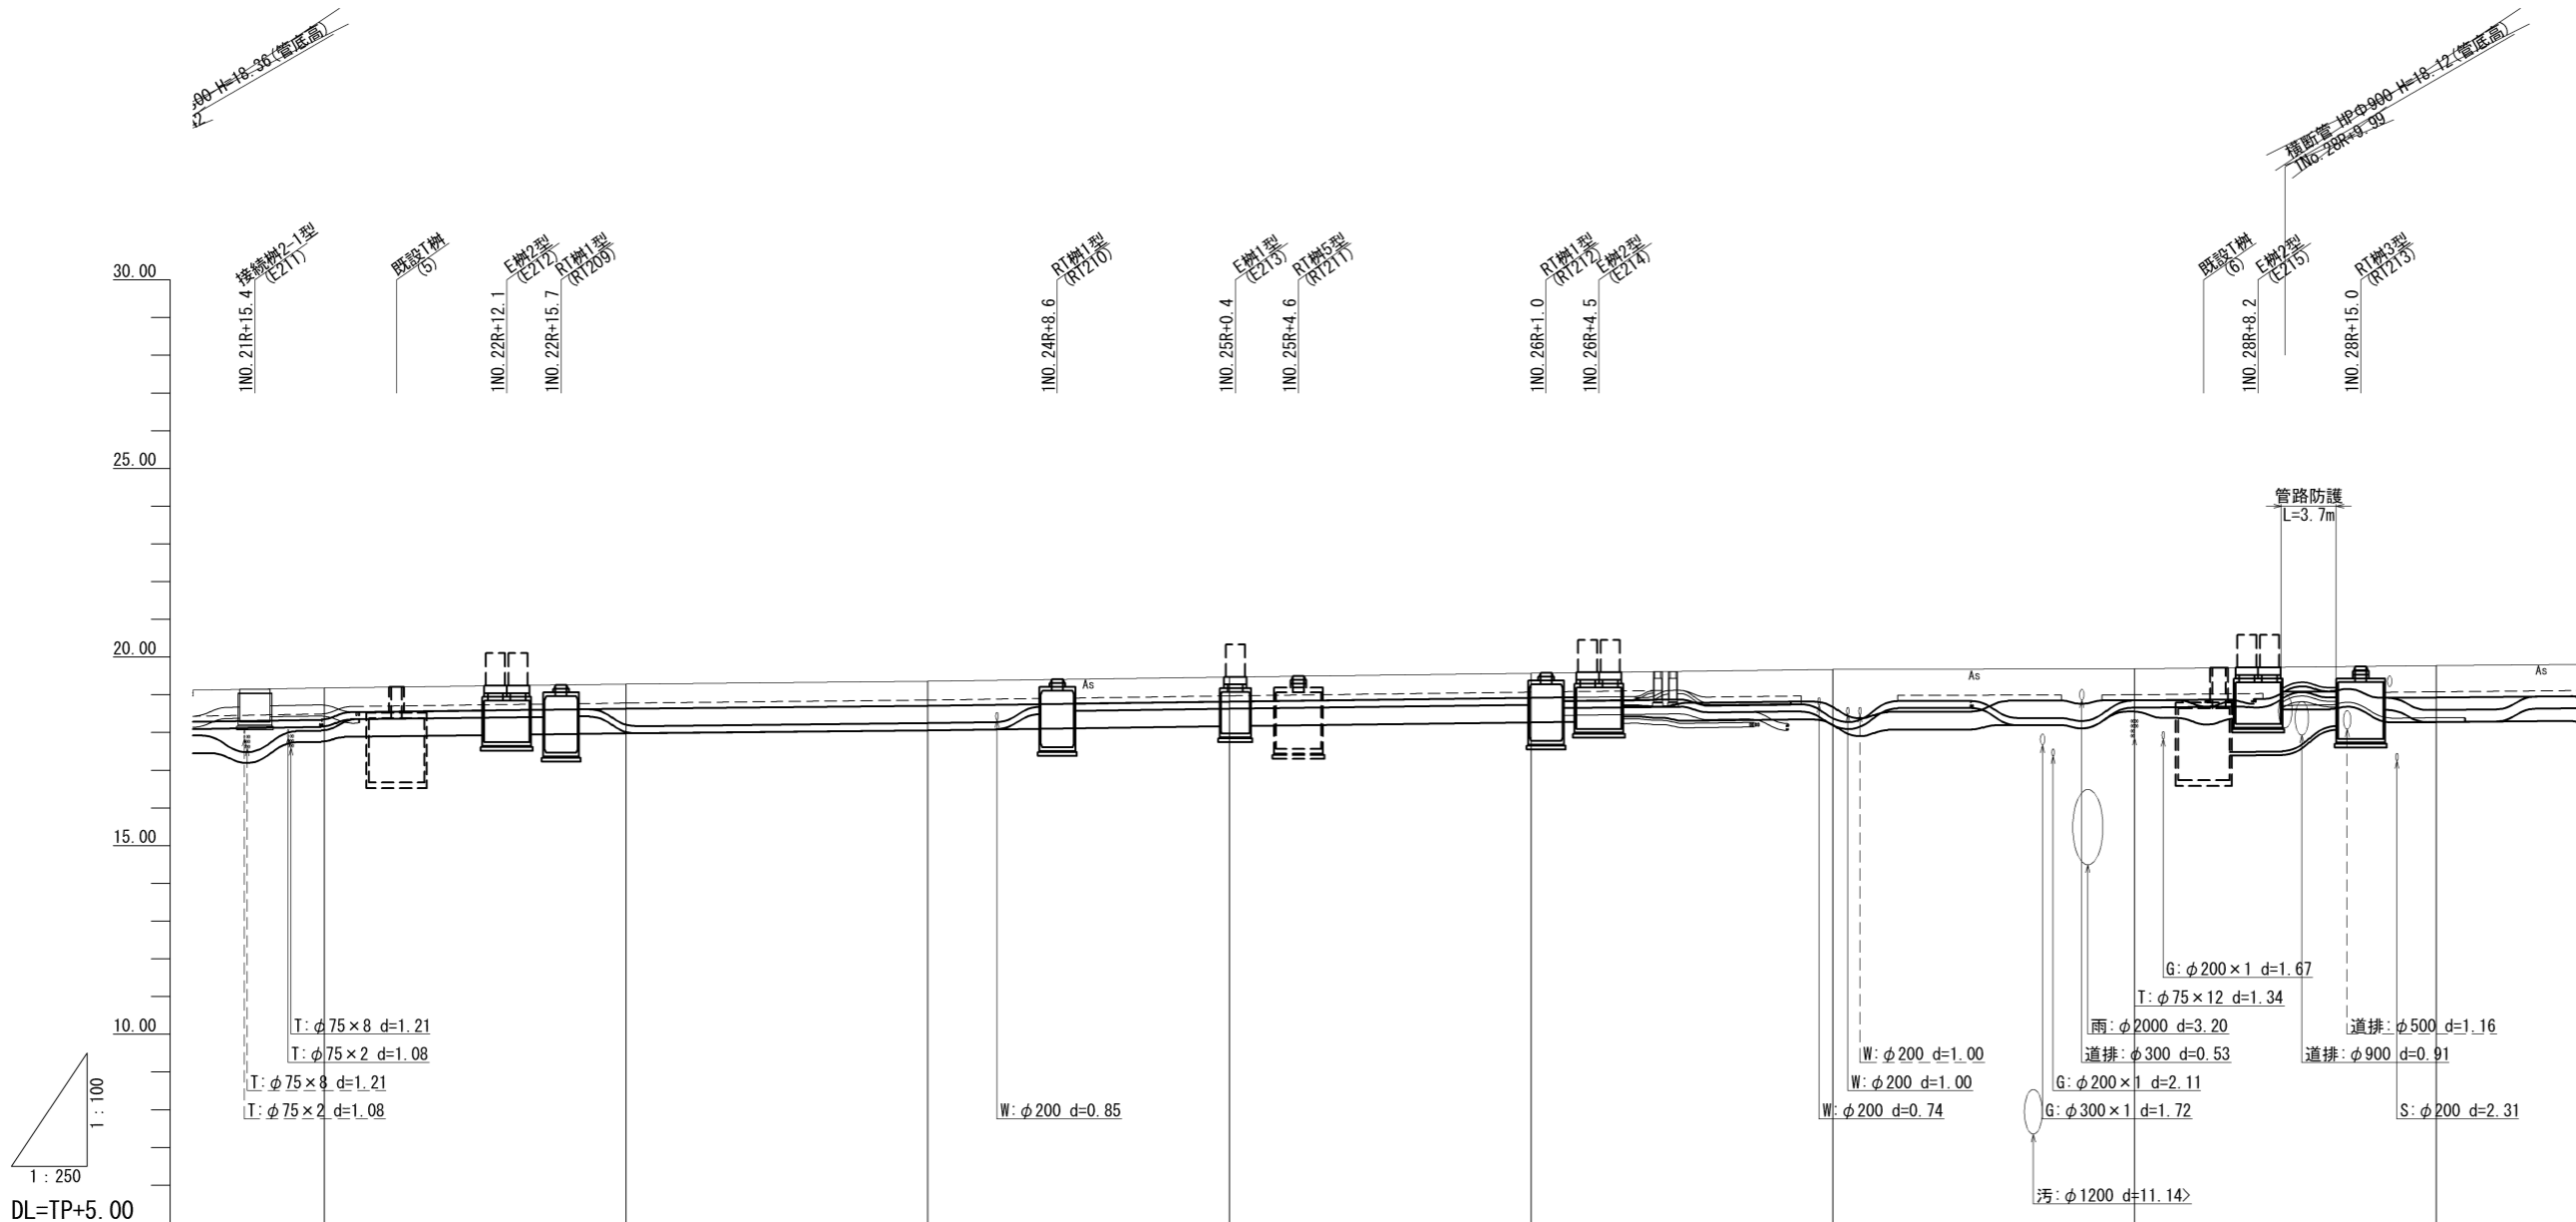 00 H=18.36(管底高)
横断管 HPΦ900 H=18.12(管底高)
1No.28R+9.99
接続桝2-1型
(E211)
1NO.21R+15.4
既設T桝
(5)
E桝2型
(E212)
1NO.22R+12.1
RT桝1型
(RT209)
1NO.22R+15.7
RT桝1型
(RT210)
1NO.24R+8.6
E桝1型
(E213)
1NO.25R+0.4
RT桝5型
(RT211)
1NO.25R+4.6
RT桝1型
(RT212)
1NO.26R+1.0
E桝2型
(E214)
1NO.26R+4.5
既設T桝
(6)
E桝2型
(E215)
1NO.28R+8.2
RT桝3型
(RT213)
1NO.28R+15.0
30.00
25.00
20.00
15.00
10.00
管路防護
L=3.7m
As
As
As
G:φ200×1 d=1.67
T:φ75×12 d=1.34
T:φ75×8 d=1.21
雨:φ2000 d=3.20
道排:φ500 d=1.16
T:φ75×2 d=1.08
W:φ200 d=1.00
道排:φ300 d=0.53
道排:φ900 d=0.91
T:φ75×8 d=1.21
W:φ200 d=1.00
G:φ200×1 d=2.11
T:φ75×2 d=1.08
W:φ200 d=0.85
W:φ200 d=0.74
G:φ300×1 d=1.72
S:φ200 d=2.31
汚:φ1200 d=11.14>
1:100
1:250
DL=TP+5.00